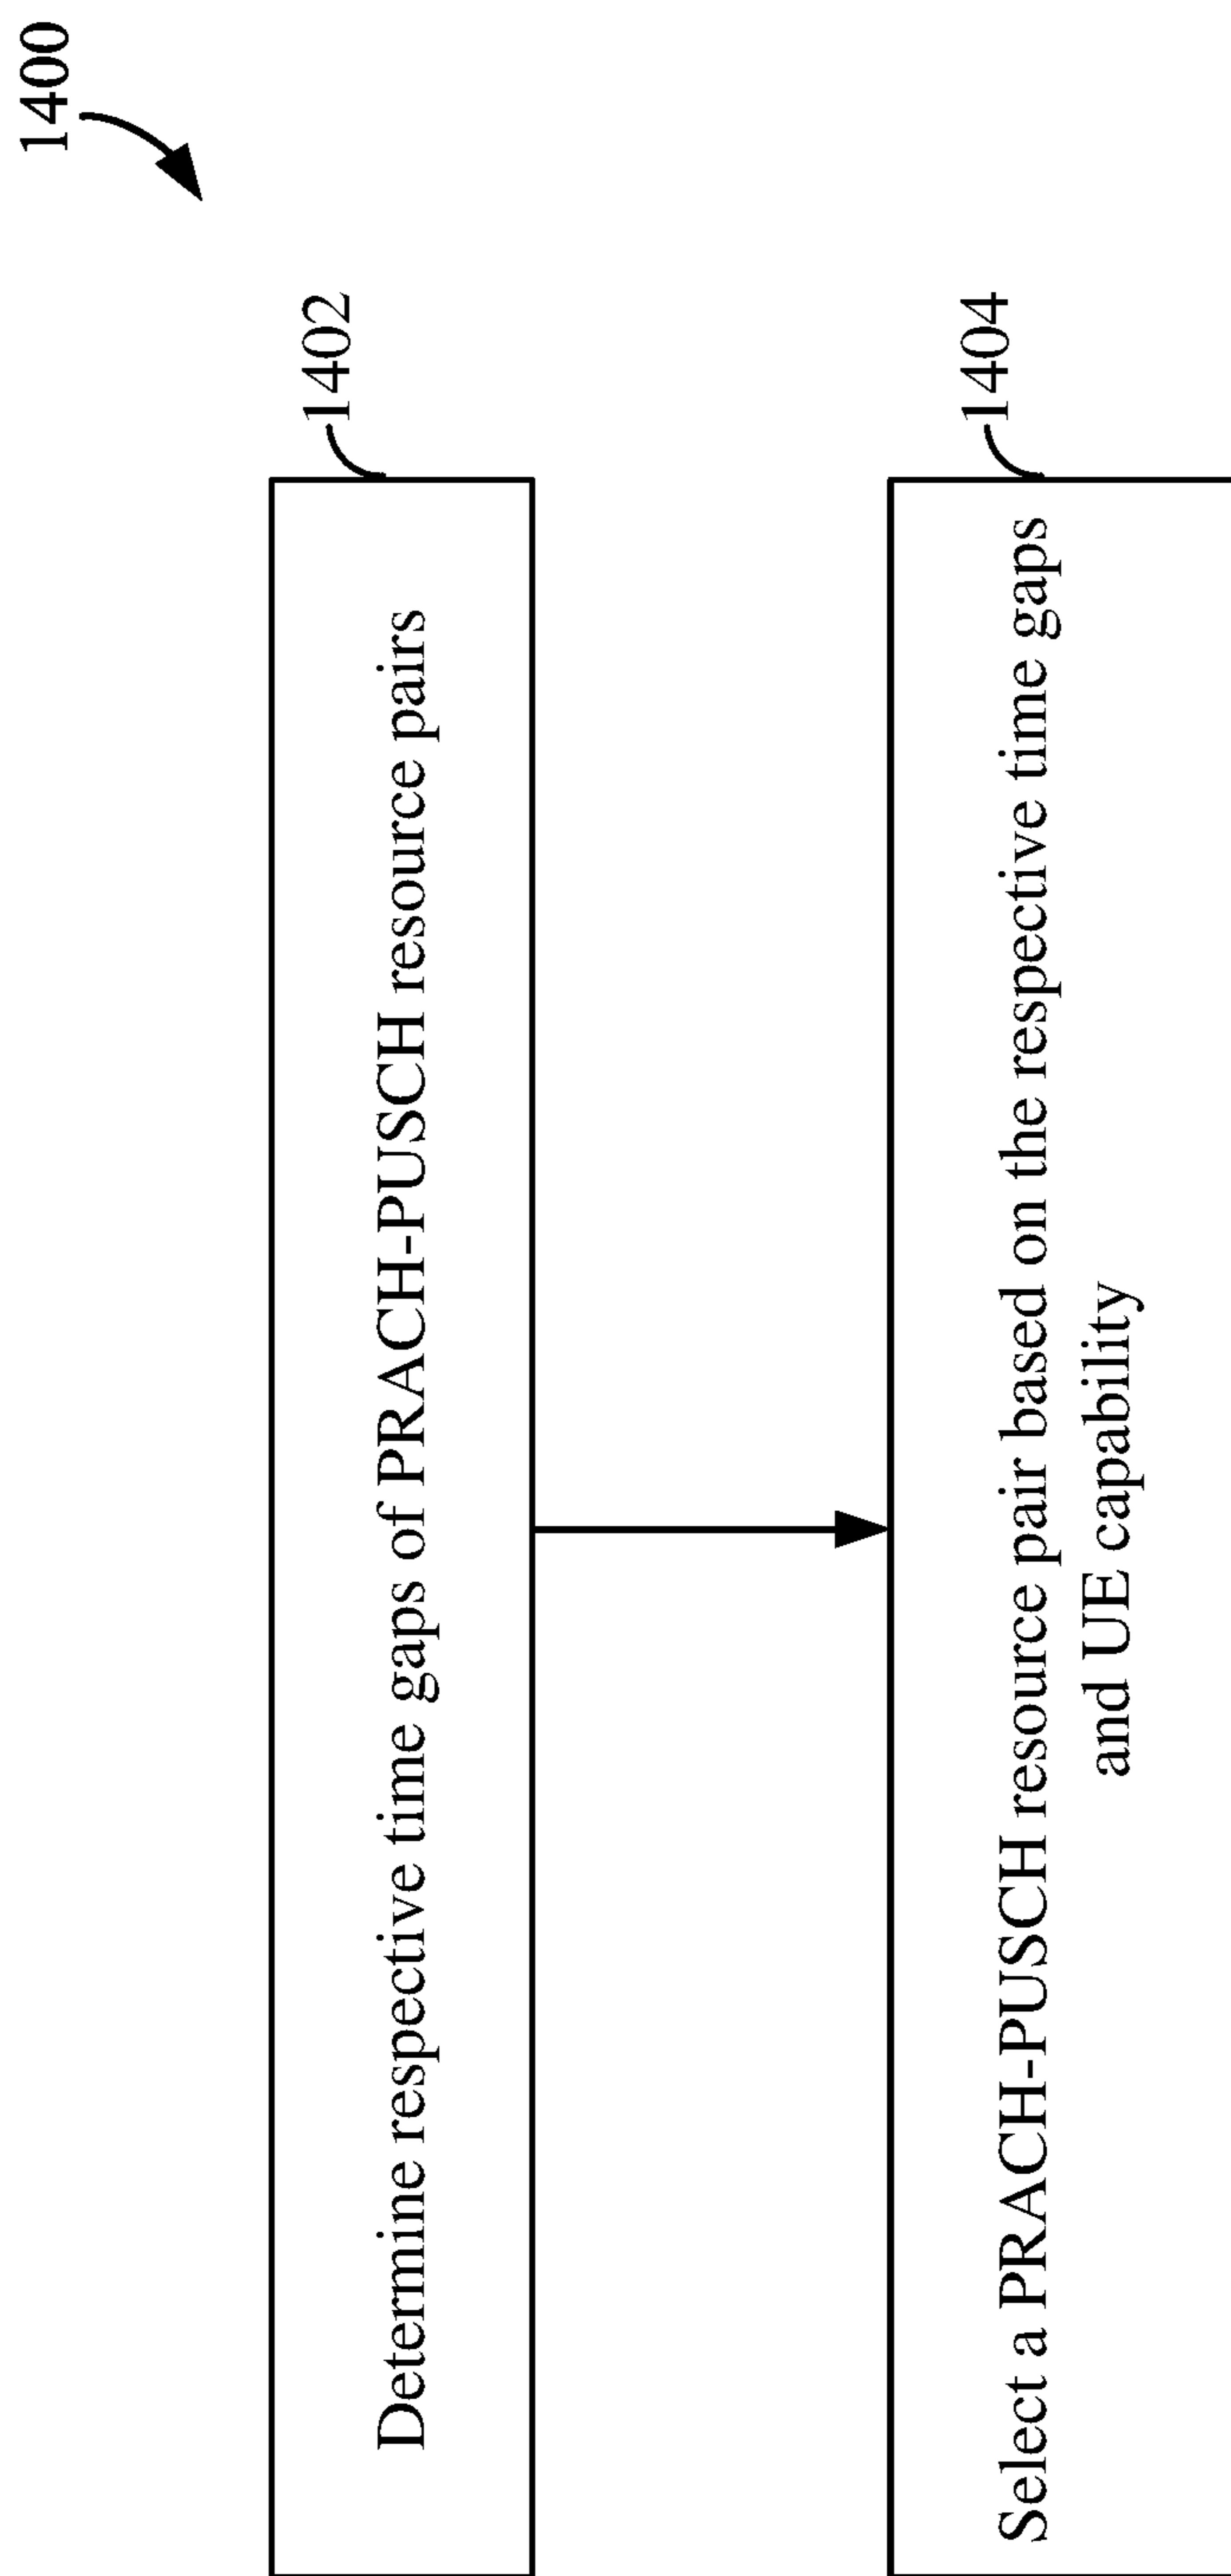 1400
1402
Determine respective time gaps of PRACH-PUSCH resource pairs
1404
Select a PRACH-PUSCH resource pair based on the respective time gaps
and UE capability